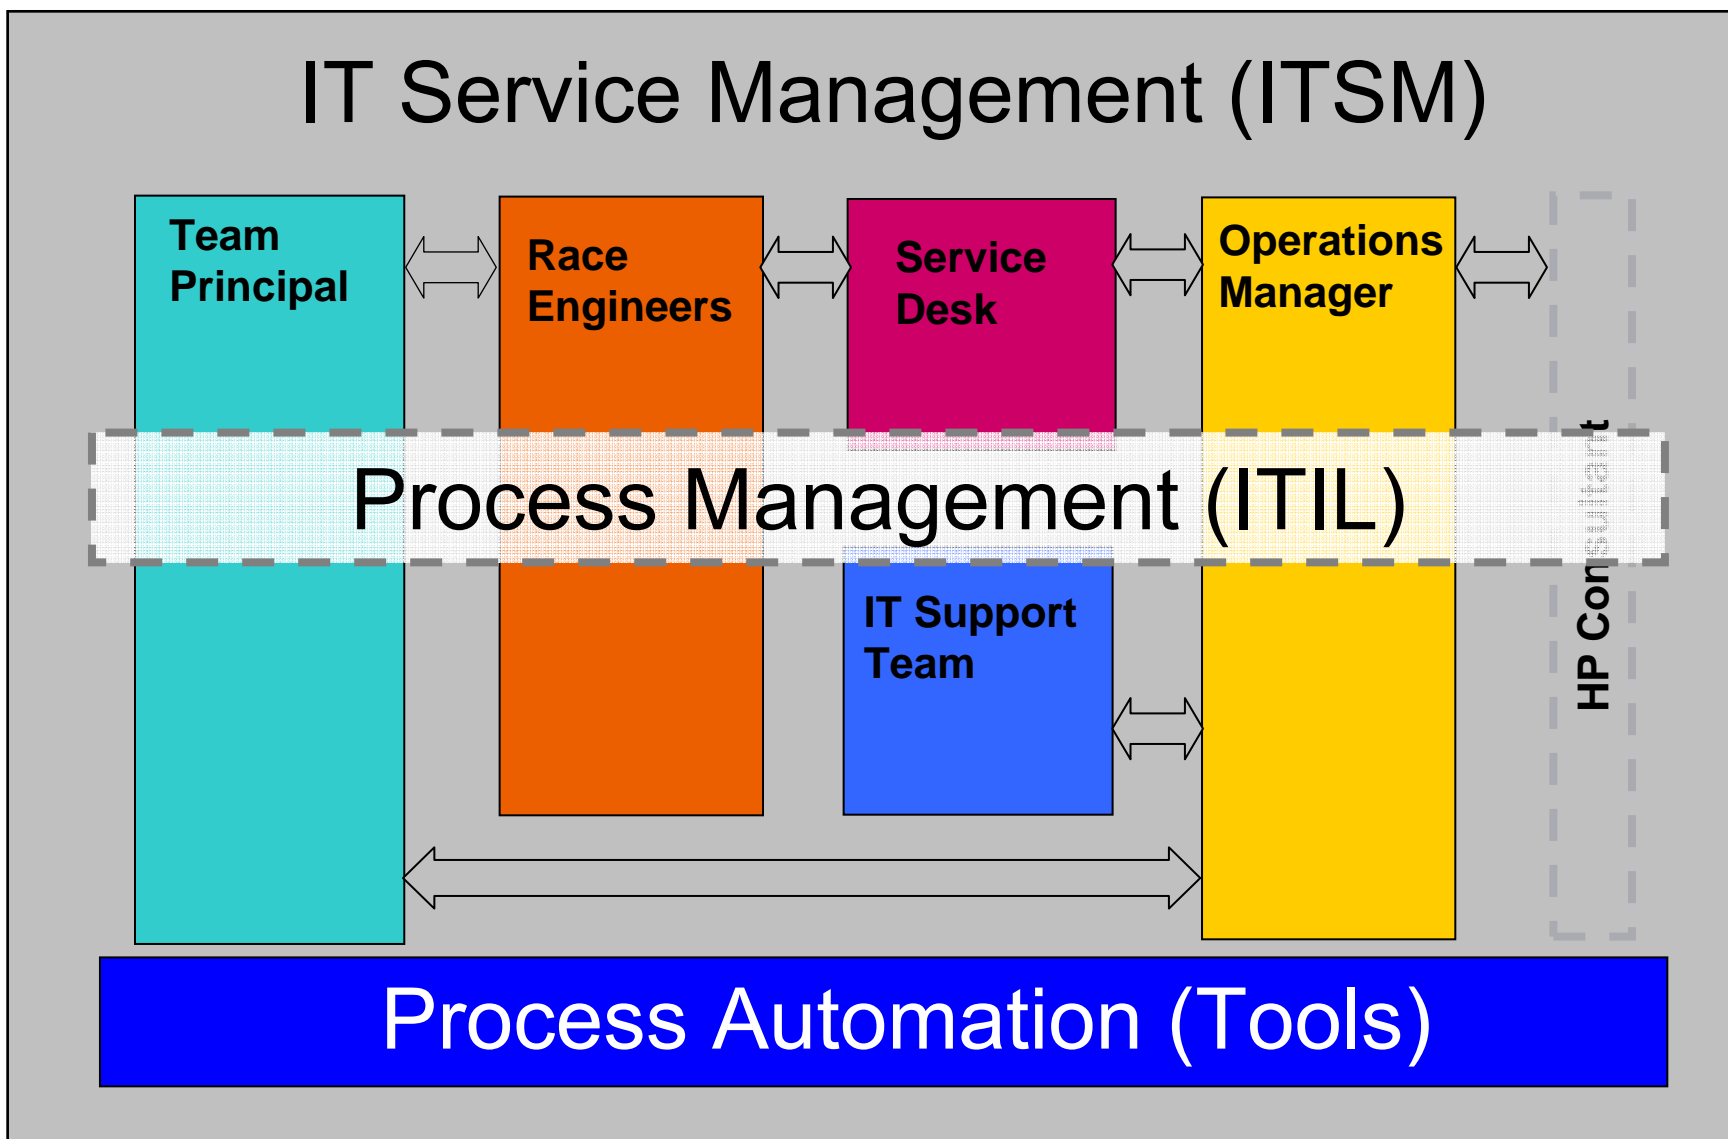 IT Service Management (ITSM)
Team
Principal
Race
Engineers
Service
Desk
Operations
Manager
Process Management (ITIL)
IT Support
Team
HP Consultant
Process Automation (Tools)